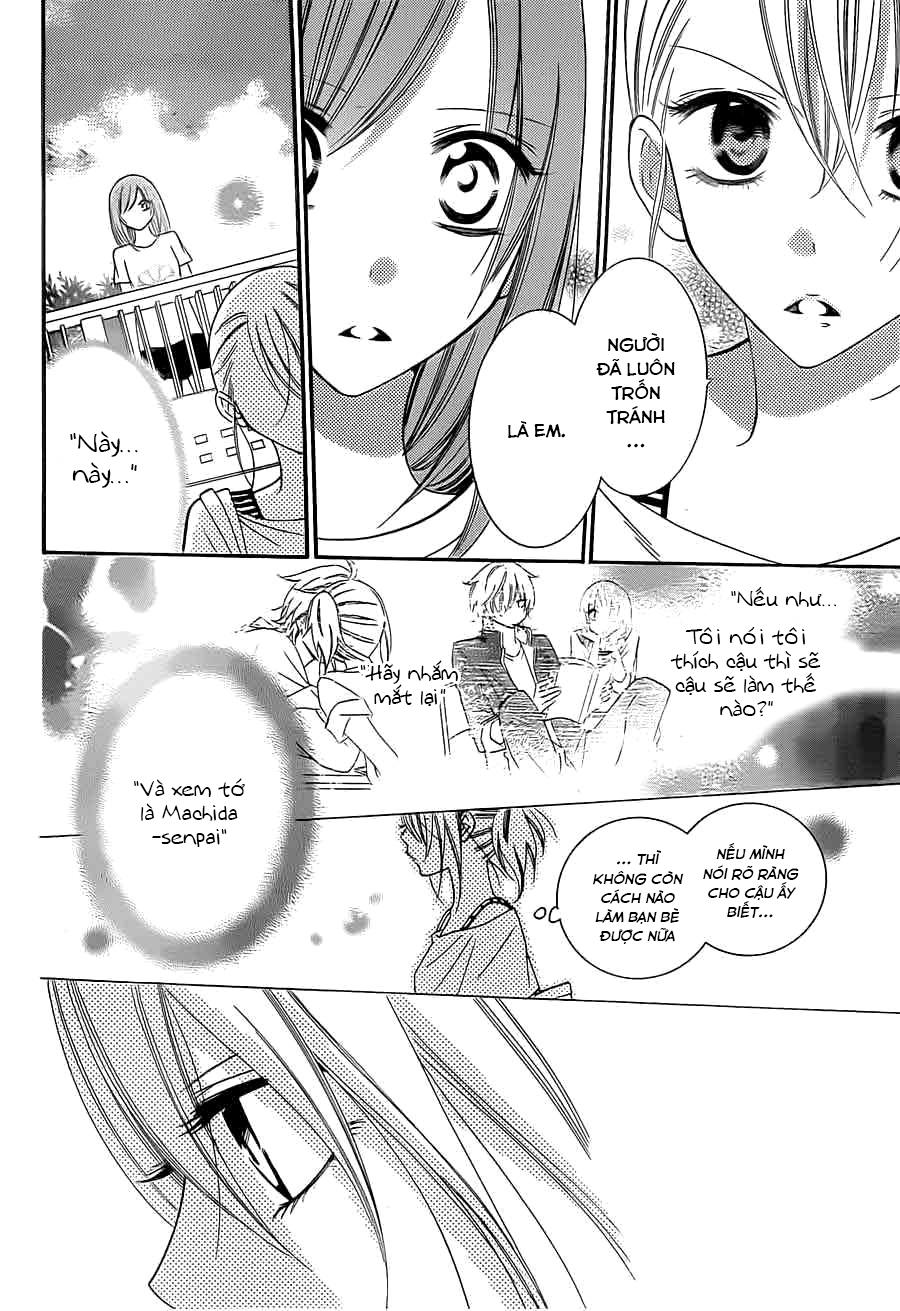 NGƯỜI
ĐÃ LUÔN
TRỐN
TRÁNH
...
LÀ EM.
"Này...
này..."
"Nếu như...
Tôi nói tôi
thích cậu thì sẽ
cậu sẽ làm thế
nào?"
"Hãy nhắm
mắt lại"
"Và xem tớ
là Machida
-senpai"
NẾU MÌNH
NÓI RÕ RÀNG
CHO CẬU ẤY
BIẾT...
... THÌ
KHÔNG CÒN
CÁCH NÀO
LÀM BẠN BÈ
ĐƯỢC NỮA